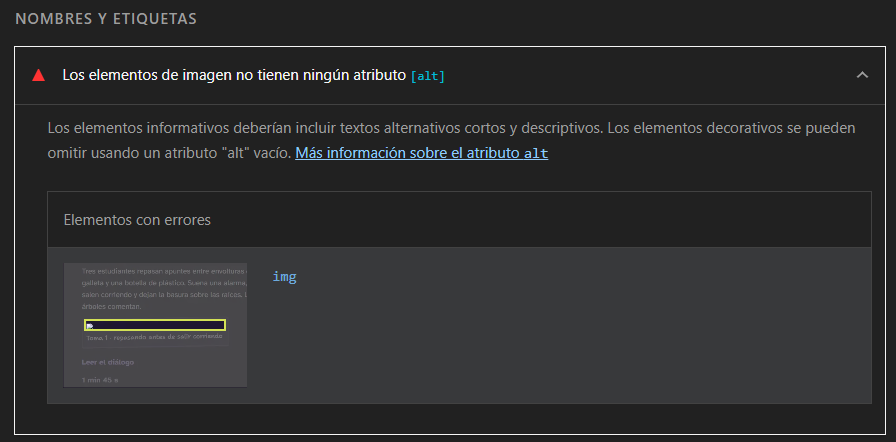 NOMBRES Y ETIQUETAS
Los elementos de imagen no tienen ningún atributo [alt]
Los elementos informativos deberían incluir textos alternativos cortos y descriptivos. Los elementos decorativos se pueden
omitir usando un atributo "alt" vacío. Más información sobre el atributo alt
Elementos con errores
Tres estudiantes repasan apuntes entre envolturas
galleta y una botella de plástico. Suena una alarma,
salen corriendo y dejan la basura sobre las raíces. L
árboles comentan.
img
Toma 1 · repasando antes de salir corriendo
Leer el diálogo
1 min 45 s